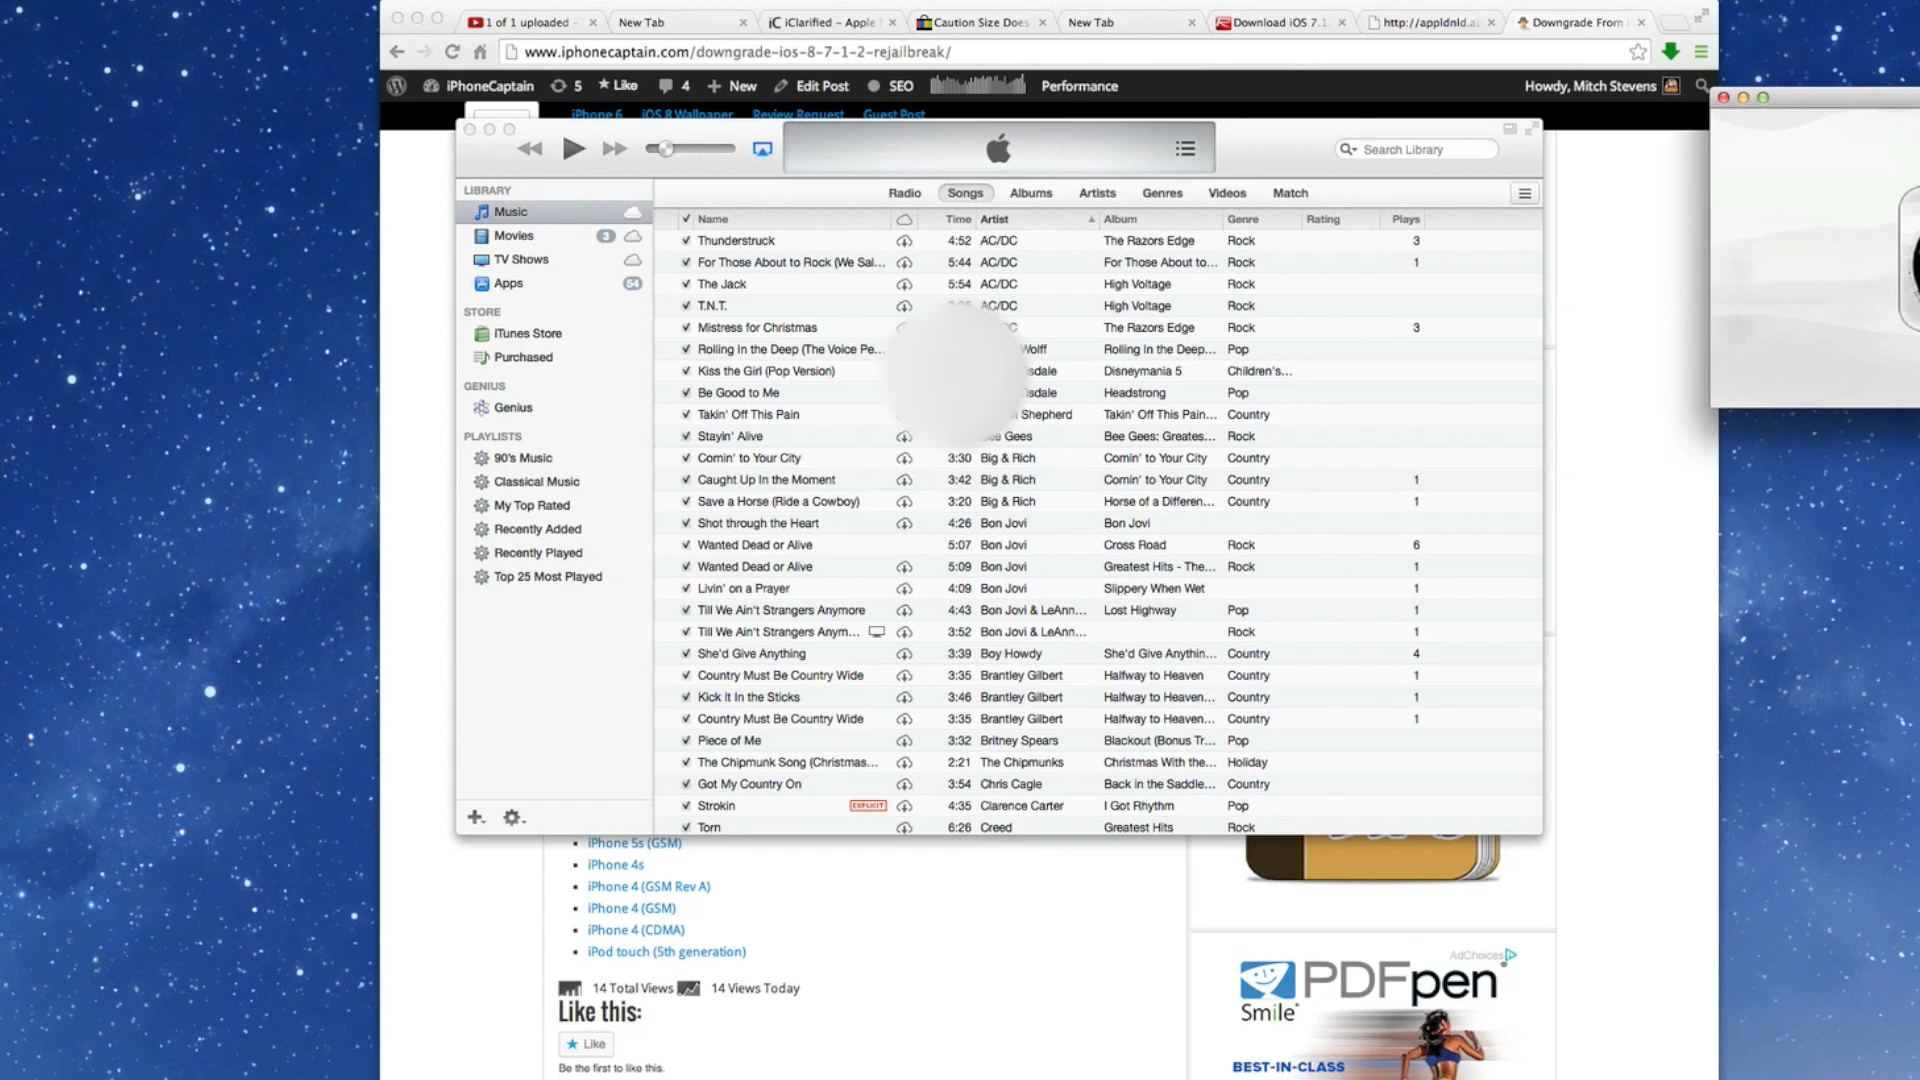 1 of 1 uploaded
New Tab
iClarified – Apple
Caution Size Does
New Tab
Download iOS 7.1.
http://appldnld.a
Downgrade From
www.iphonecaptain.com/downgrade-ios-8-7-1-2-rejailbreak/
iPhoneCaptain 5 Like 4 New Edit Post SEO Performance Howdy, Mitch Stevens
iPhone 6 iOS 8 Wallpaper Review Request Guest Post
Search Library
LIBRARY
Music
Movies 3
TV Shows
Apps 54
STORE
iTunes Store
Purchased
GENIUS
Genius
PLAYLISTS
90's Music
Classical Music
My Top Rated
Recently Added
Recently Played
Top 25 Most Played
Radio Songs Albums Artists Genres Videos Match
Name Time Artist Album Genre Rating Plays
Thunderstruck 4:52 AC/DC The Razors Edge Rock 3
For Those About to Rock (We Sal... 5:44 AC/DC For Those About to... Rock 1
The Jack 5:54 AC/DC High Voltage Rock
T.N.T. AC/DC High Voltage Rock
Mistress for Christmas The Razors Edge Rock 3
Rolling In the Deep (The Voice Pe... Wolff Rolling In the Deep... Pop
Kiss the Girl (Pop Version) Disneymania 5 Children's...
Be Good to Me Headstrong Pop
Takin' Off This Pain Shepherd Takin' Off This Pain... Country
Stayin' Alive Bee Gees Bee Gees: Greates... Rock
Comin' to Your City 3:30 Big & Rich Comin' to Your City Country
Caught Up In the Moment 3:42 Big & Rich Comin' to Your City Country 1
Save a Horse (Ride a Cowboy) 3:20 Big & Rich Horse of a Differen... Country 1
Shot through the Heart 4:26 Bon Jovi Bon Jovi
Wanted Dead or Alive 5:07 Bon Jovi Cross Road Rock 6
Wanted Dead or Alive 5:09 Bon Jovi Greatest Hits - The... Rock 1
Livin' on a Prayer 4:09 Bon Jovi Slippery When Wet 1
Till We Ain't Strangers Anymore 4:43 Bon Jovi & LeAnn... Lost Highway Pop 1
Till We Ain't Strangers Anym... 3:52 Bon Jovi & LeAnn... Rock 1
She'd Give Anything 3:39 Boy Howdy She'd Give Anythin... Country 4
Country Must Be Country Wide 3:35 Brantley Gilbert Halfway to Heaven Country 1
Kick It In the Sticks 3:46 Brantley Gilbert Halfway to Heaven... Country 1
Country Must Be Country Wide 3:35 Brantley Gilbert Halfway to Heaven... Country 1
Piece of Me 3:32 Britney Spears Blackout (Bonus Tr... Pop
The Chipmunk Song (Christmas... 2:21 The Chipmunks Christmas With the... Holiday
Got My Country On 3:54 Chris Cagle Back in the Saddle... Country
Strokin EXPLICIT 4:35 Clarence Carter I Got Rhythm Pop
Torn 6:26 Creed Greatest Hits Rock
iPhone 5s (GSM)
iPhone 4s
iPhone 4 (GSM Rev A)
iPhone 4 (GSM)
iPhone 4 (CDMA)
iPod touch (5th generation)
14 Total Views 14 Views Today
Like this:
Like
Be the first to like this.
AdChoices
PDFpen
Smile
BEST-IN-CLASS